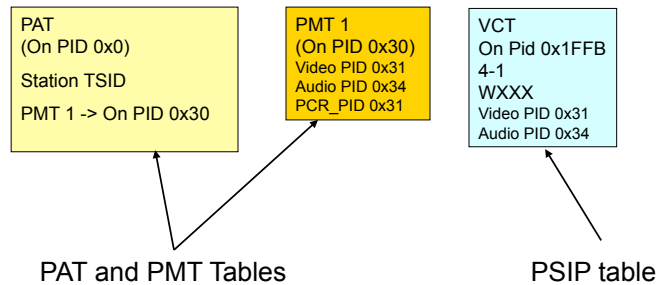 PAT
(On PID 0x0)
Station TSID
PMT 1 -> On PID 0x30
PMT 1
(On PID 0x30)
Video PID 0x31
Audio PID 0x34
PCR_PID 0x31
VCT
On Pid 0x1FFB
4-1
WXXX
Video PID 0x31
Audio PID 0x34
PAT and PMT Tables
PSIP table